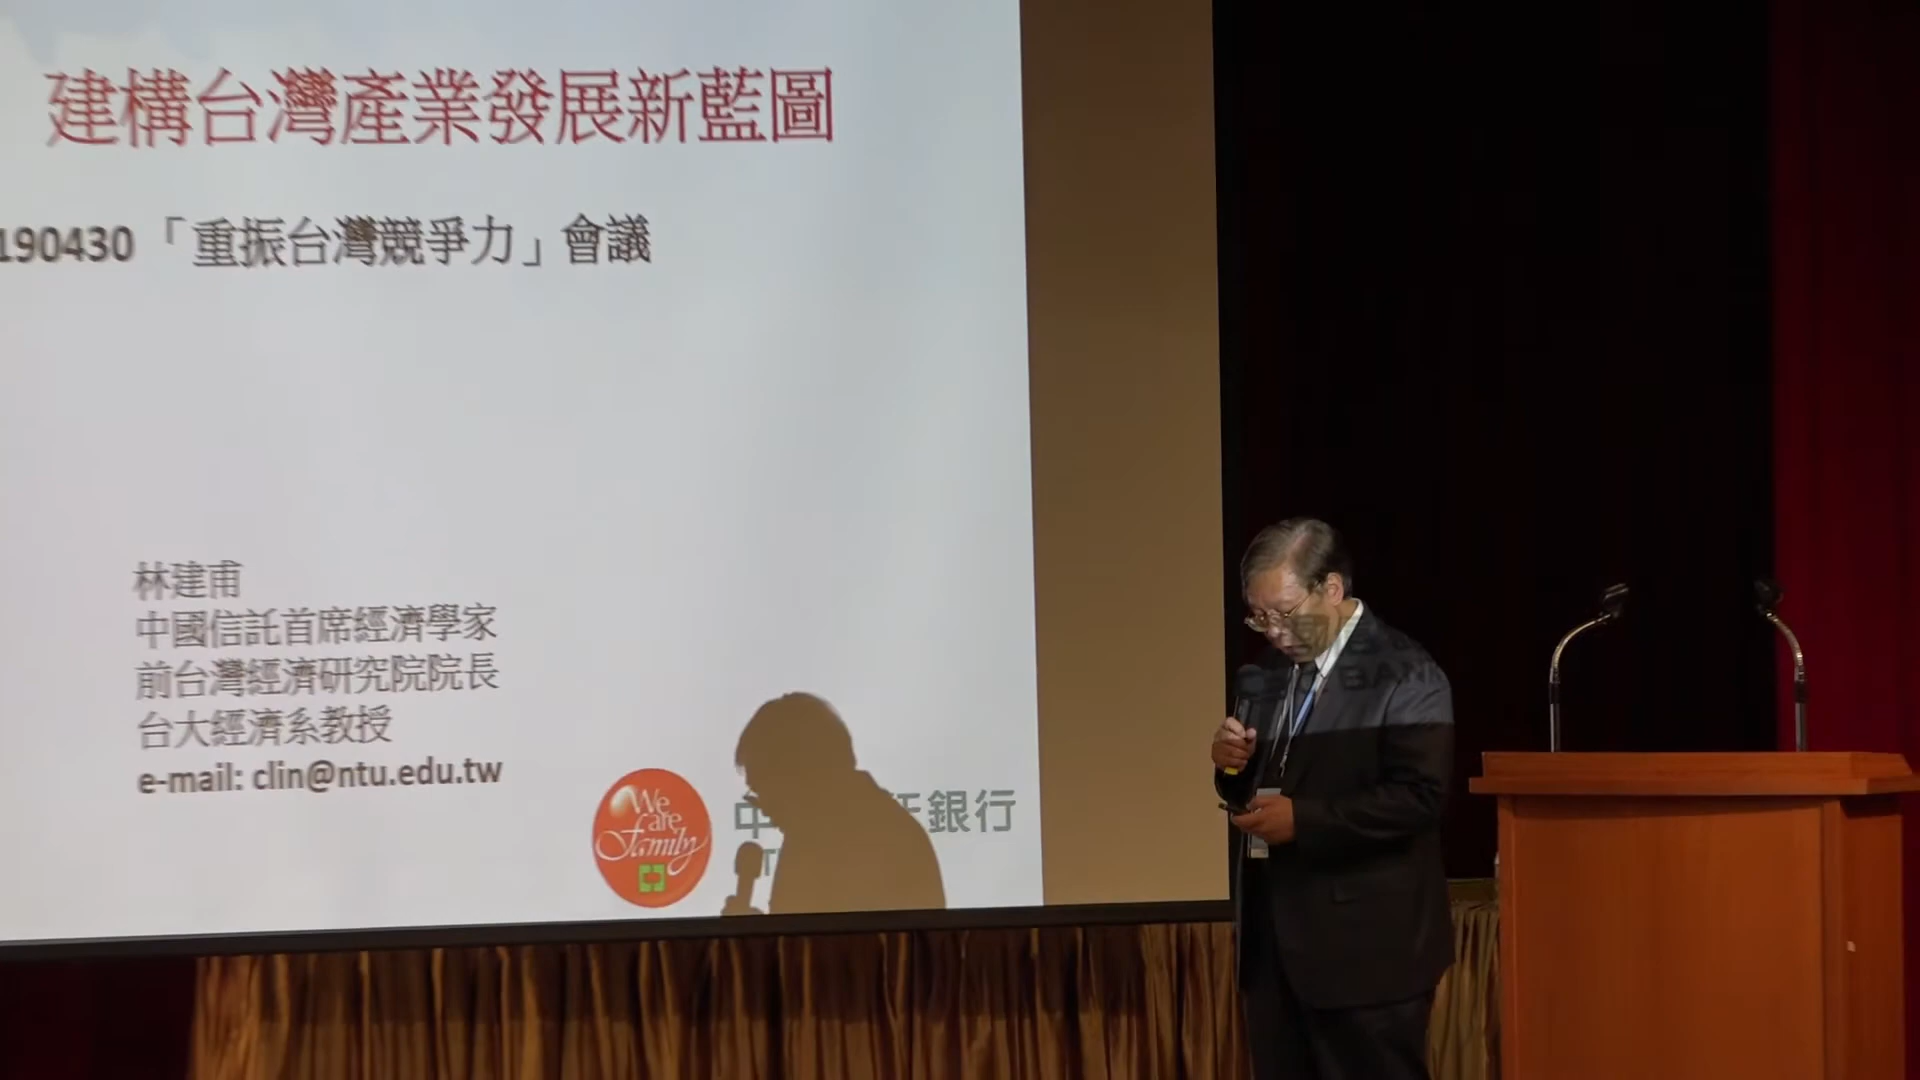 建構台灣產業發展新藍圖
190430「重振台灣競爭力」會議
林建甫
中國信託首席經濟學家
前台灣經濟研究院院長
台大經濟系教授
e-mail: clin@ntu.edu.tw
We
are
Family
中
銀行
BANK